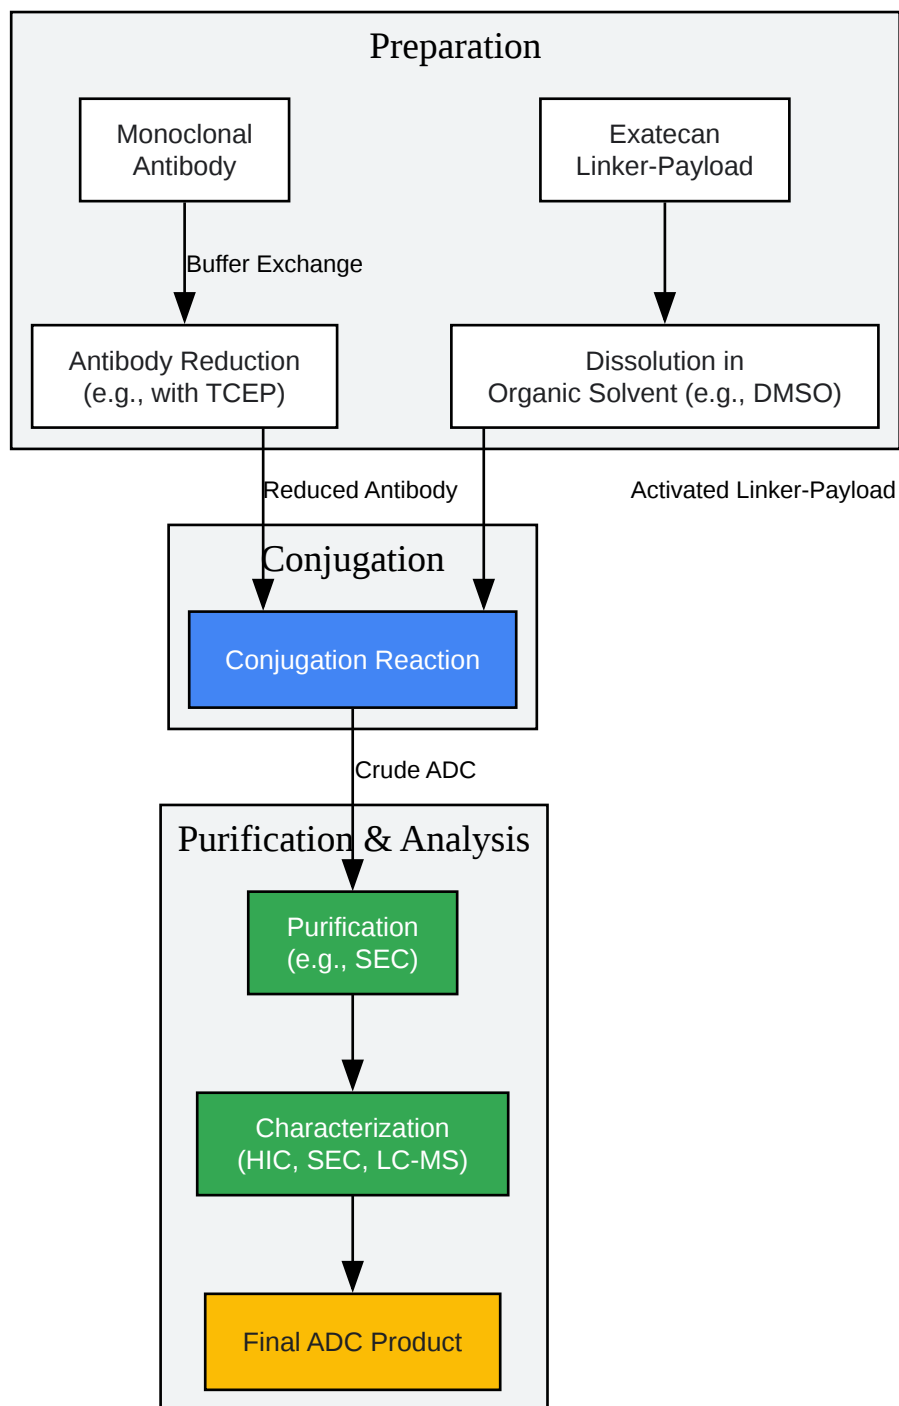 Preparation
Monoclonal
Antibody
Exatecan
Linker-Payload
Buffer Exchange
Antibody Reduction
(e.g., with TCEP)
Dissolution in
Organic Solvent (e.g., DMSO)
Reduced Antibody
Activated Linker-Payload
Conjugation
Conjugation Reaction
Crude ADC
Purification & Analysis
Purification
(e.g., SEC)
Characterization
(HIC, SEC, LC-MS)
Final ADC Product